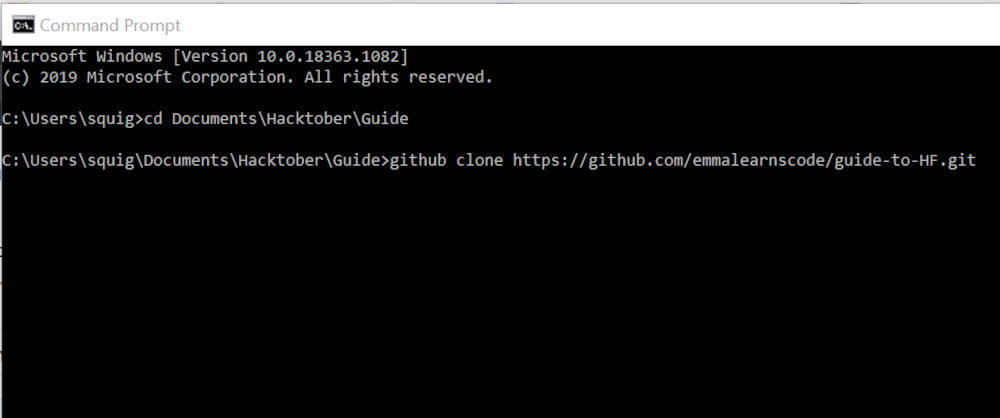 Command Prompt
Microsoft Windows [Version 10.0.18363.1082]
(c) 2019 Microsoft Corporation. All rights reserved.
C:\Users\squig>cd Documents\Hacktober\Guide
C:\Users\squig\Documents\Hacktober\Guide>github clone https://github.com/emmalearnscode/guide-to-HF.git